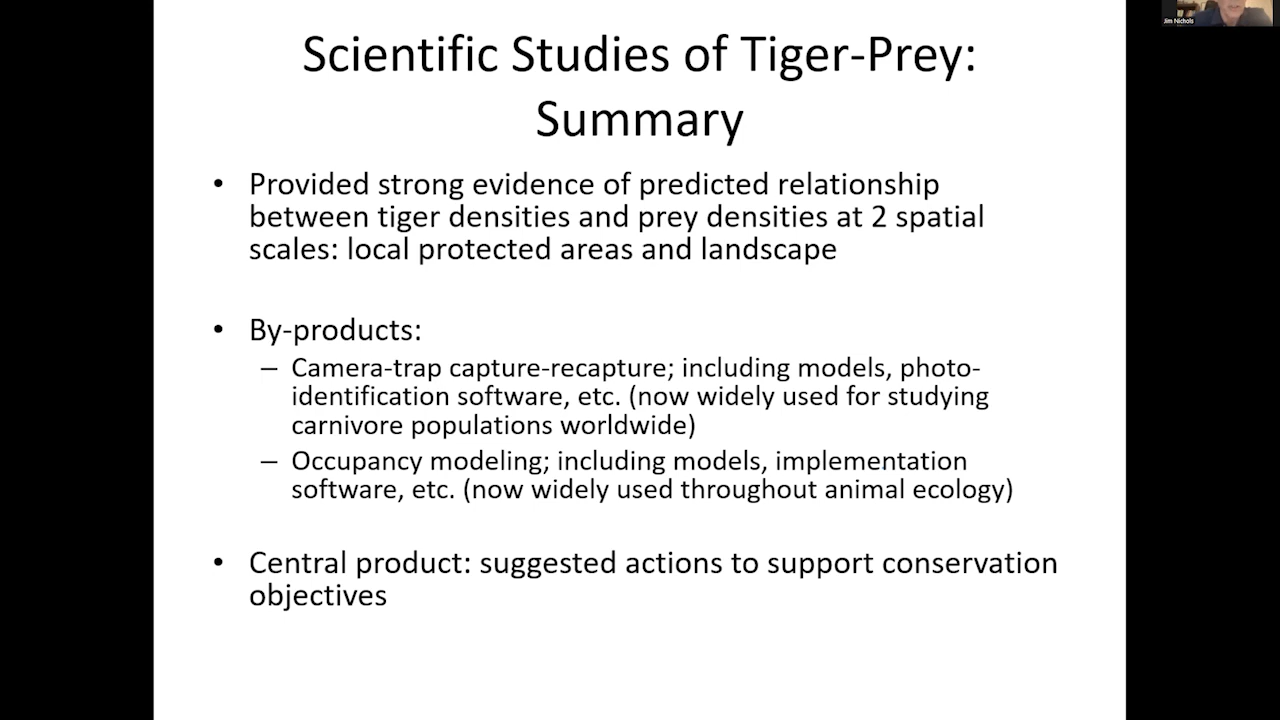 Jim Nichols
Scientific Studies of Tiger-Prey:
Summary
• Provided strong evidence of predicted relationship
between tiger densities and prey densities at 2 spatial
scales: local protected areas and landscape
• By-products:
– Camera-trap capture-recapture; including models, photo-
identification software, etc. (now widely used for studying
carnivore populations worldwide)
– Occupancy modeling; including models, implementation
software, etc. (now widely used throughout animal ecology)
• Central product: suggested actions to support conservation
objectives